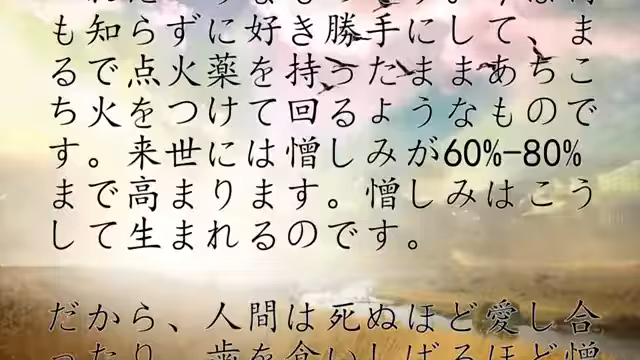 も知らずに好き勝手にして、ま
るで点火薬を持ったままあちこ
ち火をつけて回るようなもので
す。来世には憎しみが60%-80%
まで高まります。憎しみはこう
して生まれるのです。
だから、人間は死ぬほど愛し合
ったり、歯を食いしばるほど憎